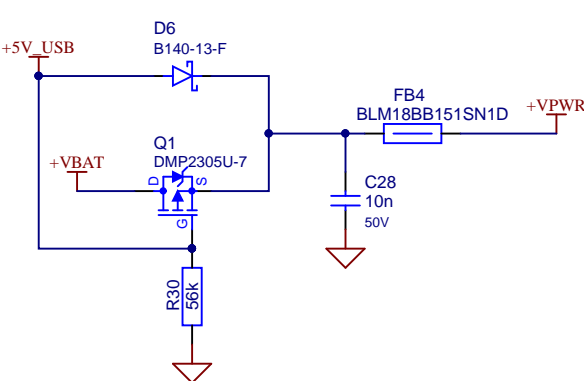 D6
B140-13-F
+5V_USB
FB4
BLM18BB151SN1D
+VPWR
Q1
DMP2305U-7
+VBAT
D
S
G
C28
10n
50V
R30
56k